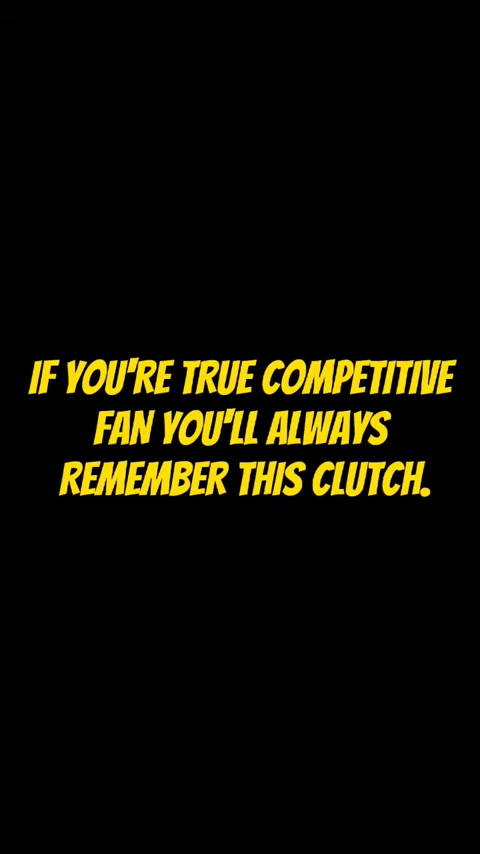 IF YOU'RE TRUE COMPETITIVE
FAN YOU'LL ALWAYS
REMEMBER THIS CLUTCH.